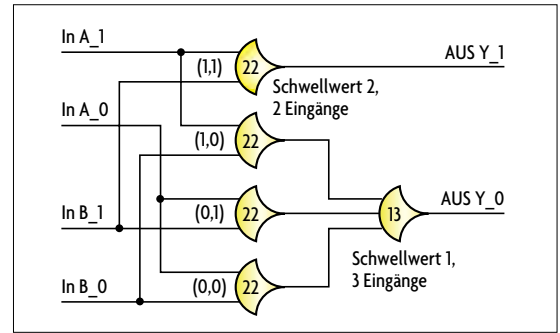 In A_1
AUS Y_1
(1,1)
22
Schwellwert 2,
2 Eingänge
In A_0
(1,0)
22
AUS Y_0
In B_1
(0,1)
22
13
Schwellwert 1,
3 Eingänge
In B_0
(0,0)
22